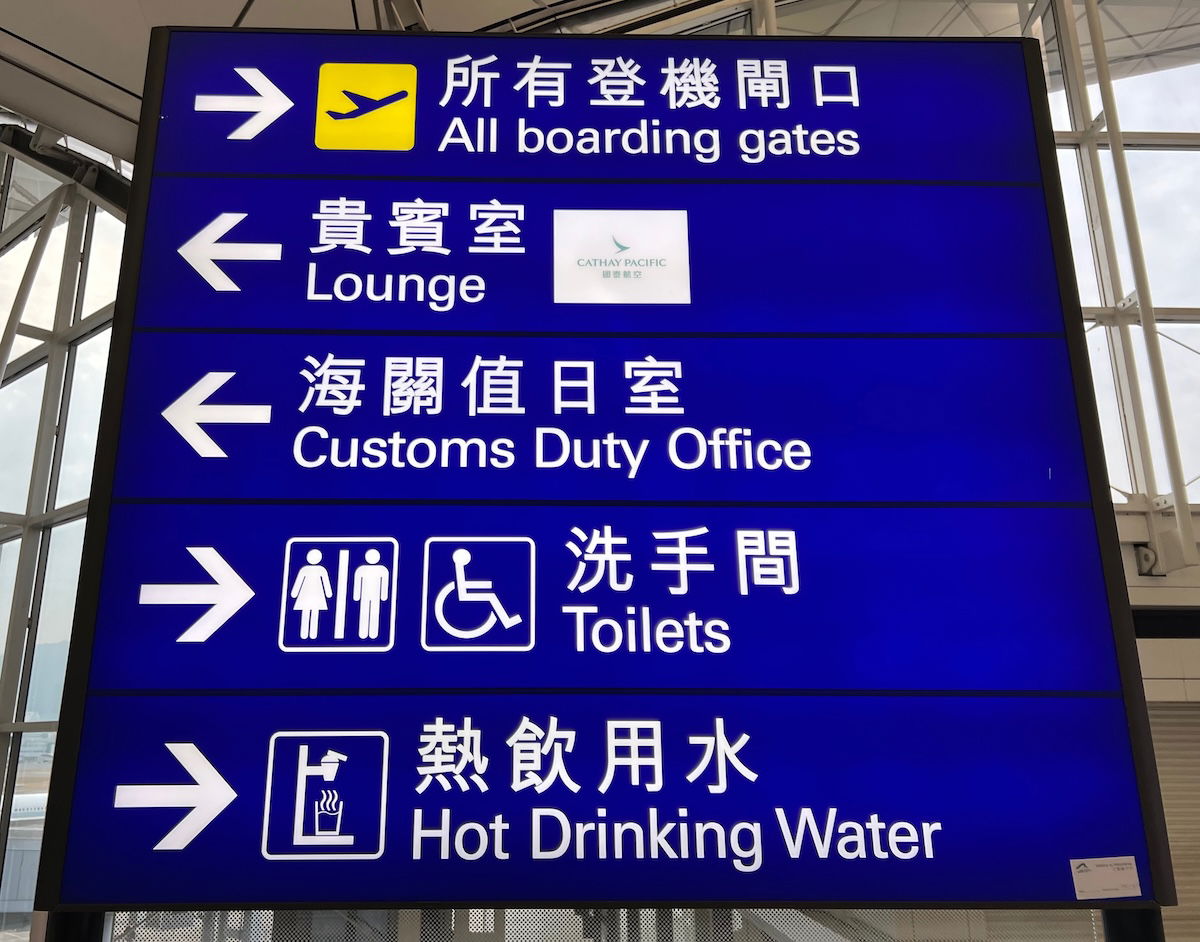 所有登機閘口
All boarding gates
貴賓室
Lounge
CATHAY PACIFIC
國泰航空
海關值日室
Customs Duty Office
洗手間
Toilets
熱飲用水
Hot Drinking Water